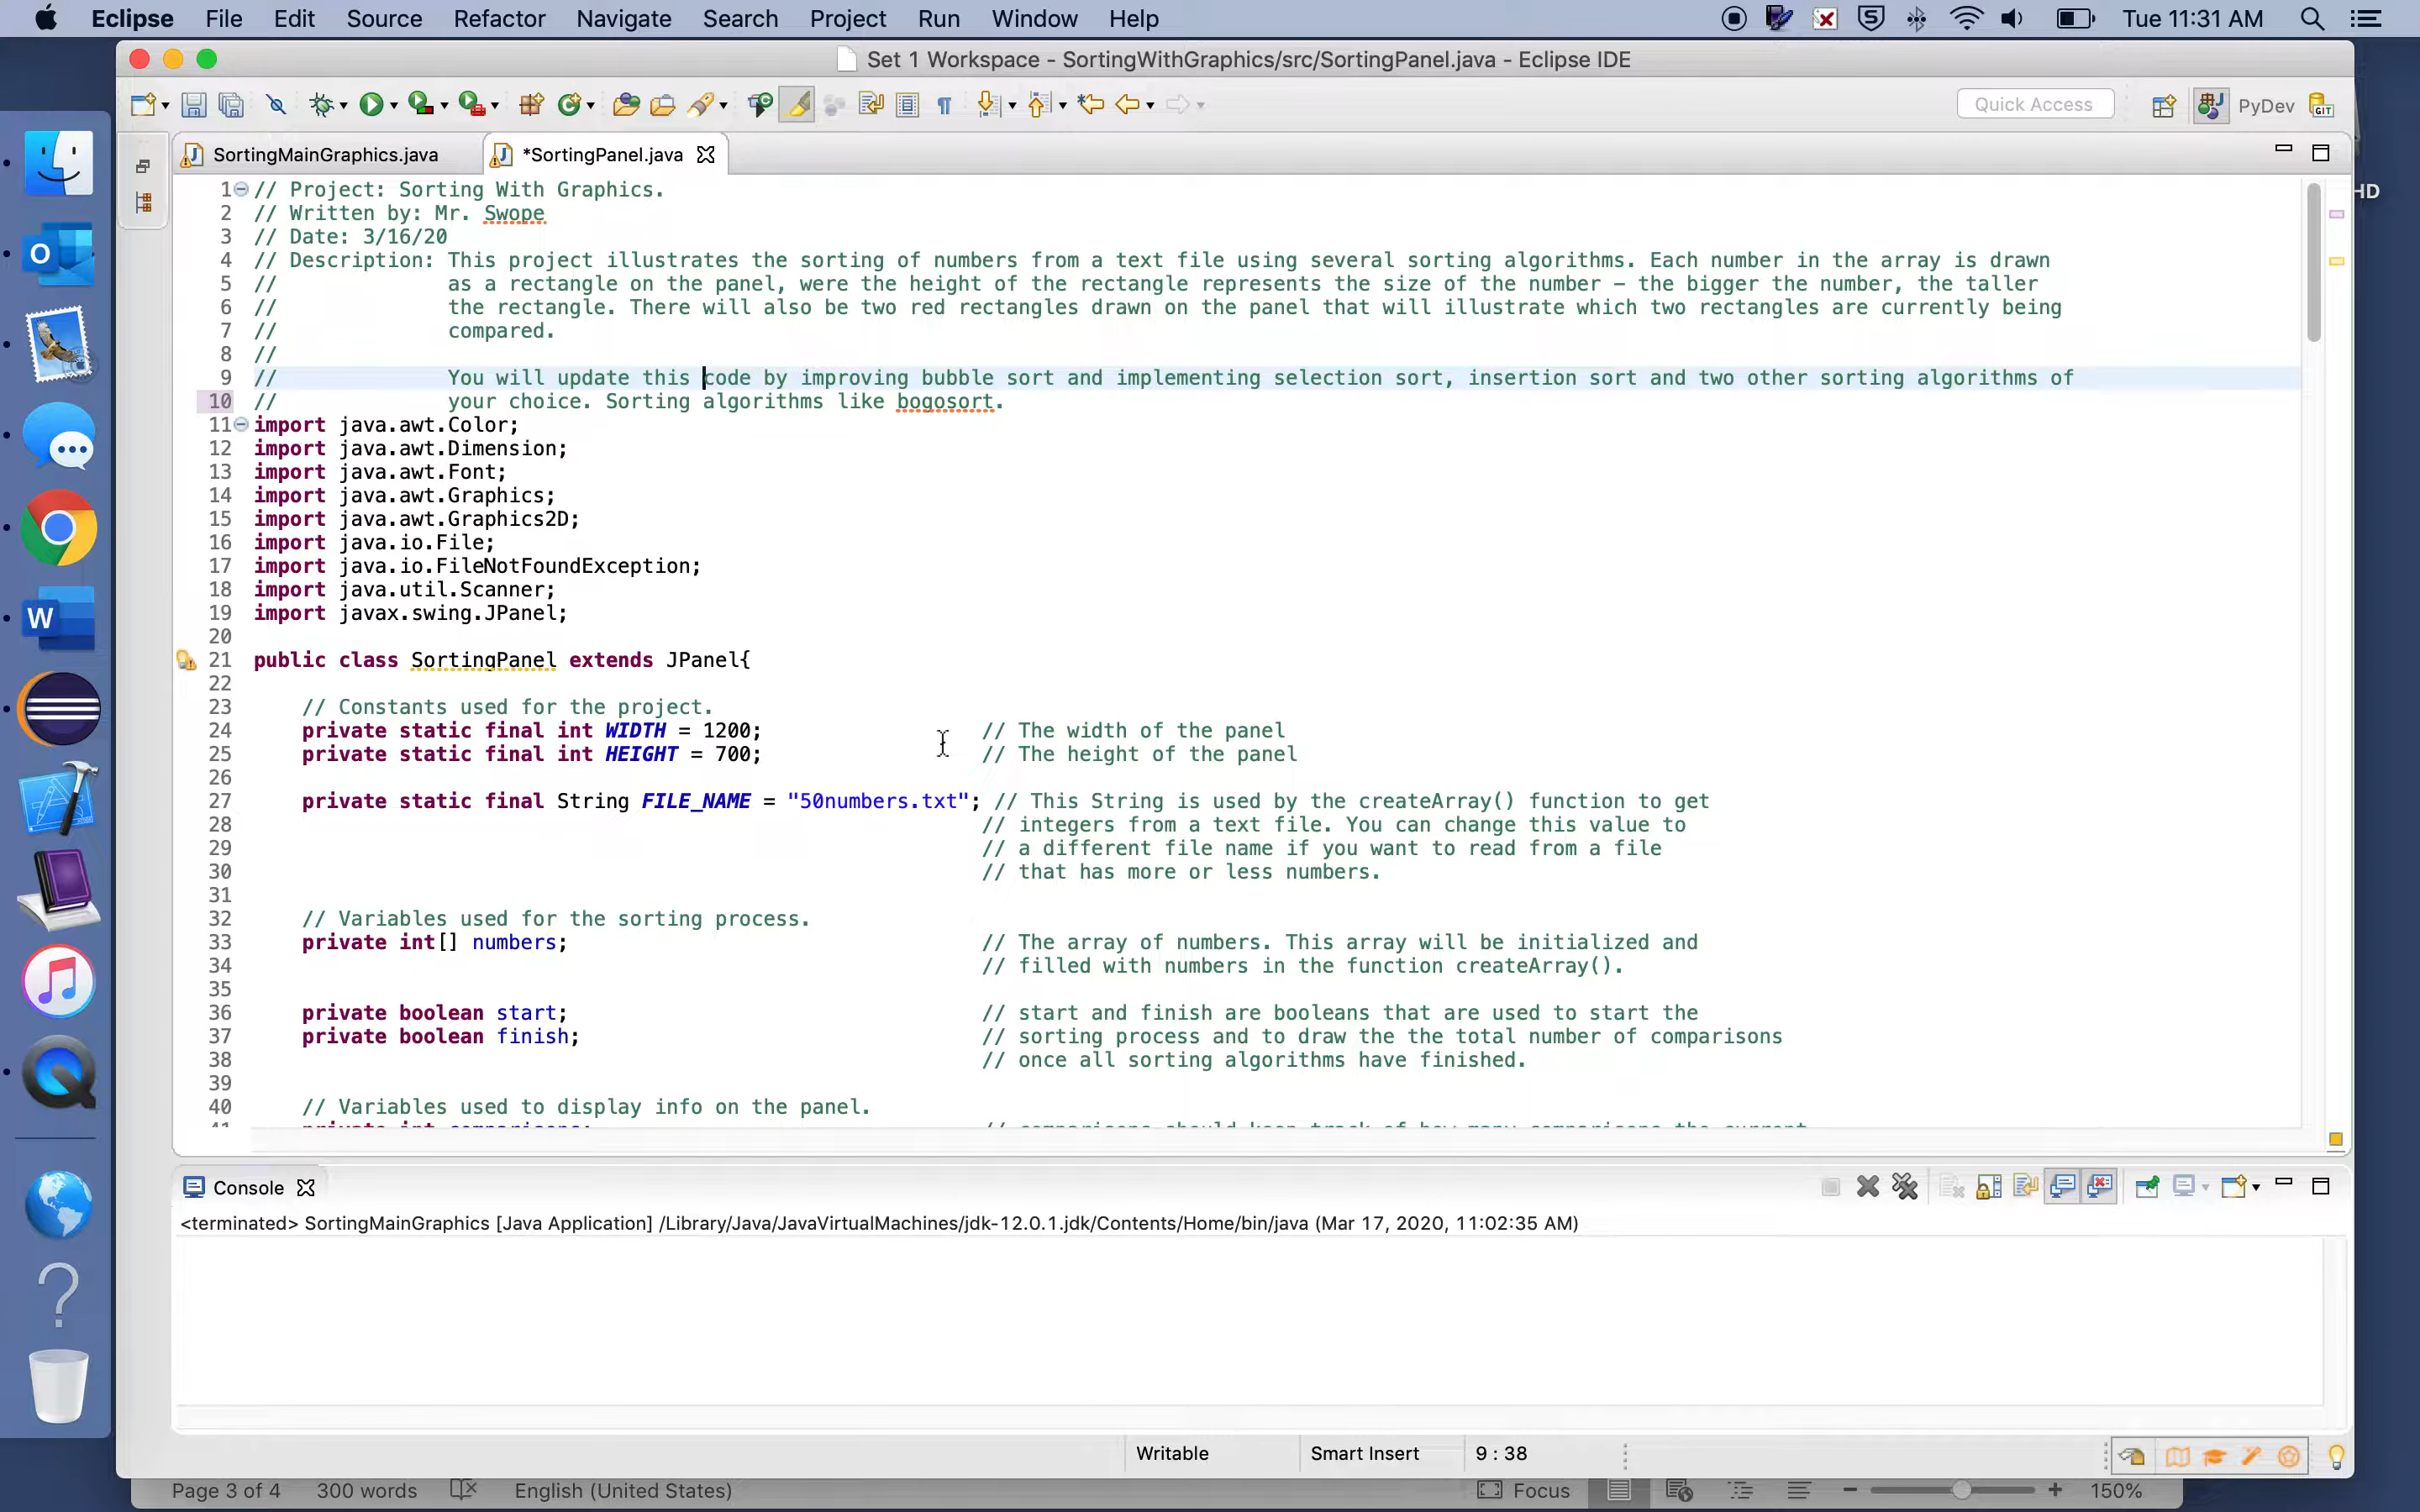 Eclipse File Edit Source Refactor Navigate Search Project Run Window Help Tue 11:31 AM
Set 1 Workspace - SortingWithGraphics/src/SortingPanel.java - Eclipse IDE
Quick Access PyDev
HD
SortingMainGraphics.java *SortingPanel.java
1 // Project: Sorting With Graphics.
2 // Written by: Mr. Swope
3 // Date: 3/16/20
4 // Description: This project illustrates the sorting of numbers from a text file using several sorting algorithms. Each number in the array is drawn
5 // as a rectangle on the panel, were the height of the rectangle represents the size of the number – the bigger the number, the taller
6 // the rectangle. There will also be two red rectangles drawn on the panel that will illustrate which two rectangles are currently being
7 // compared.
8 //
9 // You will update this code by improving bubble sort and implementing selection sort, insertion sort and two other sorting algorithms of
10 // your choice. Sorting algorithms like bogosort.
11 import java.awt.Color;
12 import java.awt.Dimension;
13 import java.awt.Font;
14 import java.awt.Graphics;
15 import java.awt.Graphics2D;
16 import java.io.File;
17 import java.io.FileNotFoundException;
18 import java.util.Scanner;
19 import javax.swing.JPanel;
20
21 public class SortingPanel extends JPanel{
22
23 // Constants used for the project.
24 private static final int WIDTH = 1200; // The width of the panel
25 private static final int HEIGHT = 700; // The height of the panel
26
27 private static final String FILE_NAME = "50numbers.txt"; // This String is used by the createArray() function to get
28 // integers from a text file. You can change this value to
29 // a different file name if you want to read from a file
30 // that has more or less numbers.
31
32 // Variables used for the sorting process.
33 private int[] numbers; // The array of numbers. This array will be initialized and
34 // filled with numbers in the function createArray().
35
36 private boolean start; // start and finish are booleans that are used to start the
37 private boolean finish; // sorting process and to draw the the total number of comparisons
38 // once all sorting algorithms have finished.
39
40 // Variables used to display info on the panel.
41 private int comparisons; // comparisons should keep track of how many comparisons the current
Console
<terminated> SortingMainGraphics [Java Application] /Library/Java/JavaVirtualMachines/jdk-12.0.1.jdk/Contents/Home/bin/java (Mar 17, 2020, 11:02:35 AM)
Writable Smart Insert 9 : 38
Page 3 of 4 300 words English (United States) Focus 150%